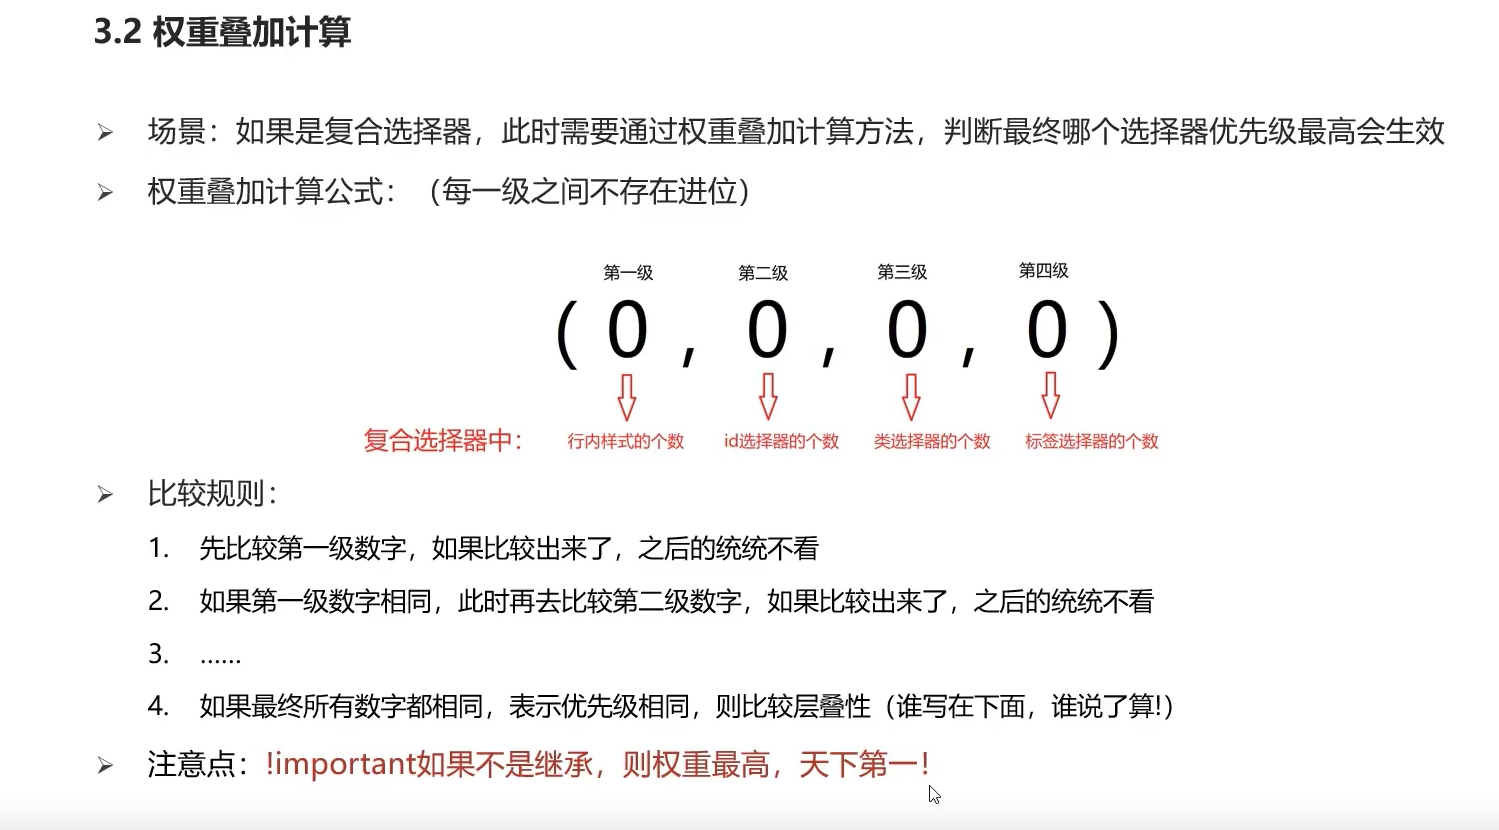 3.2 权重叠加计算
场景：如果是复合选择器，此时需要通过权重叠加计算方法，判断最终哪个选择器优先级最高会生效
权重叠加计算公式：（每一级之间不存在进位）
第一级 第二级 第三级 第四级
( 0 , 0 , 0 , 0 )
复合选择器中： 行内样式的个数 id选择器的个数 类选择器的个数 标签选择器的个数
比较规则：
1. 先比较第一级数字，如果比较出来了，之后的统统不看
2. 如果第一级数字相同，此时再去比较第二级数字，如果比较出来了，之后的统统不看
3. ......
4. 如果最终所有数字都相同，表示优先级相同，则比较层叠性（谁写在下面，谁说了算!）
注意点：!important如果不是继承，则权重最高，天下第一!